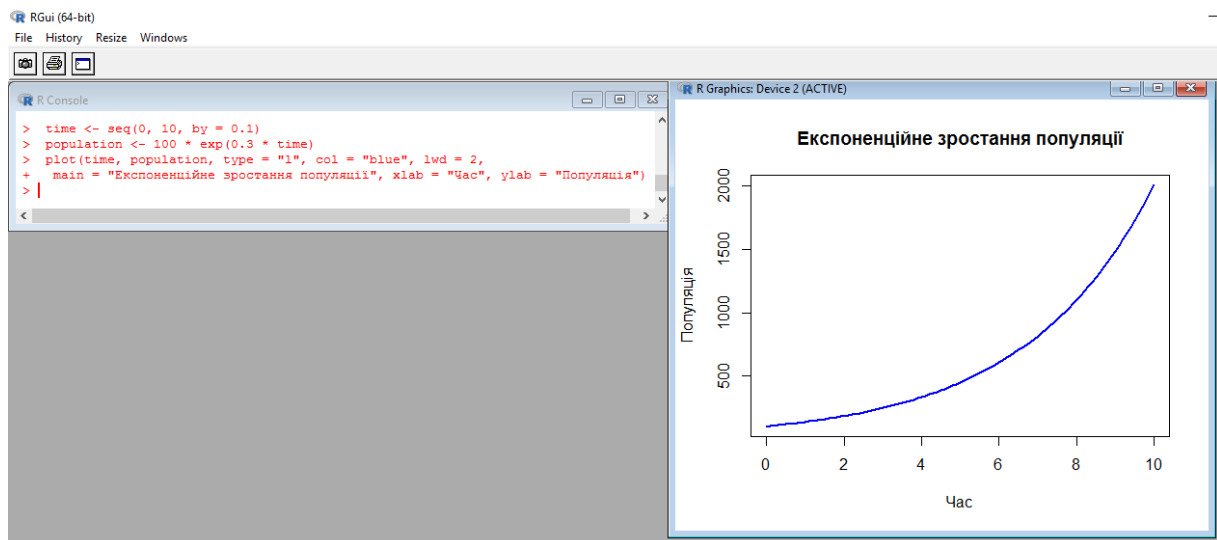 RGui (64-bit)
File History Resize Windows
R Console
> time <- seq(0, 10, by = 0.1)
> population <- 100 * exp(0.3 * time)
> plot(time, population, type = "l", col = "blue", lwd = 2,
+ main = "Експоненційне зростання популяції", xlab = "Час", ylab = "Популяція")
>
R Graphics: Device 2 (ACTIVE)
Експоненційне зростання популяції
Популяція
2000
1500
1000
500
0 2 4 6 8 10
Час